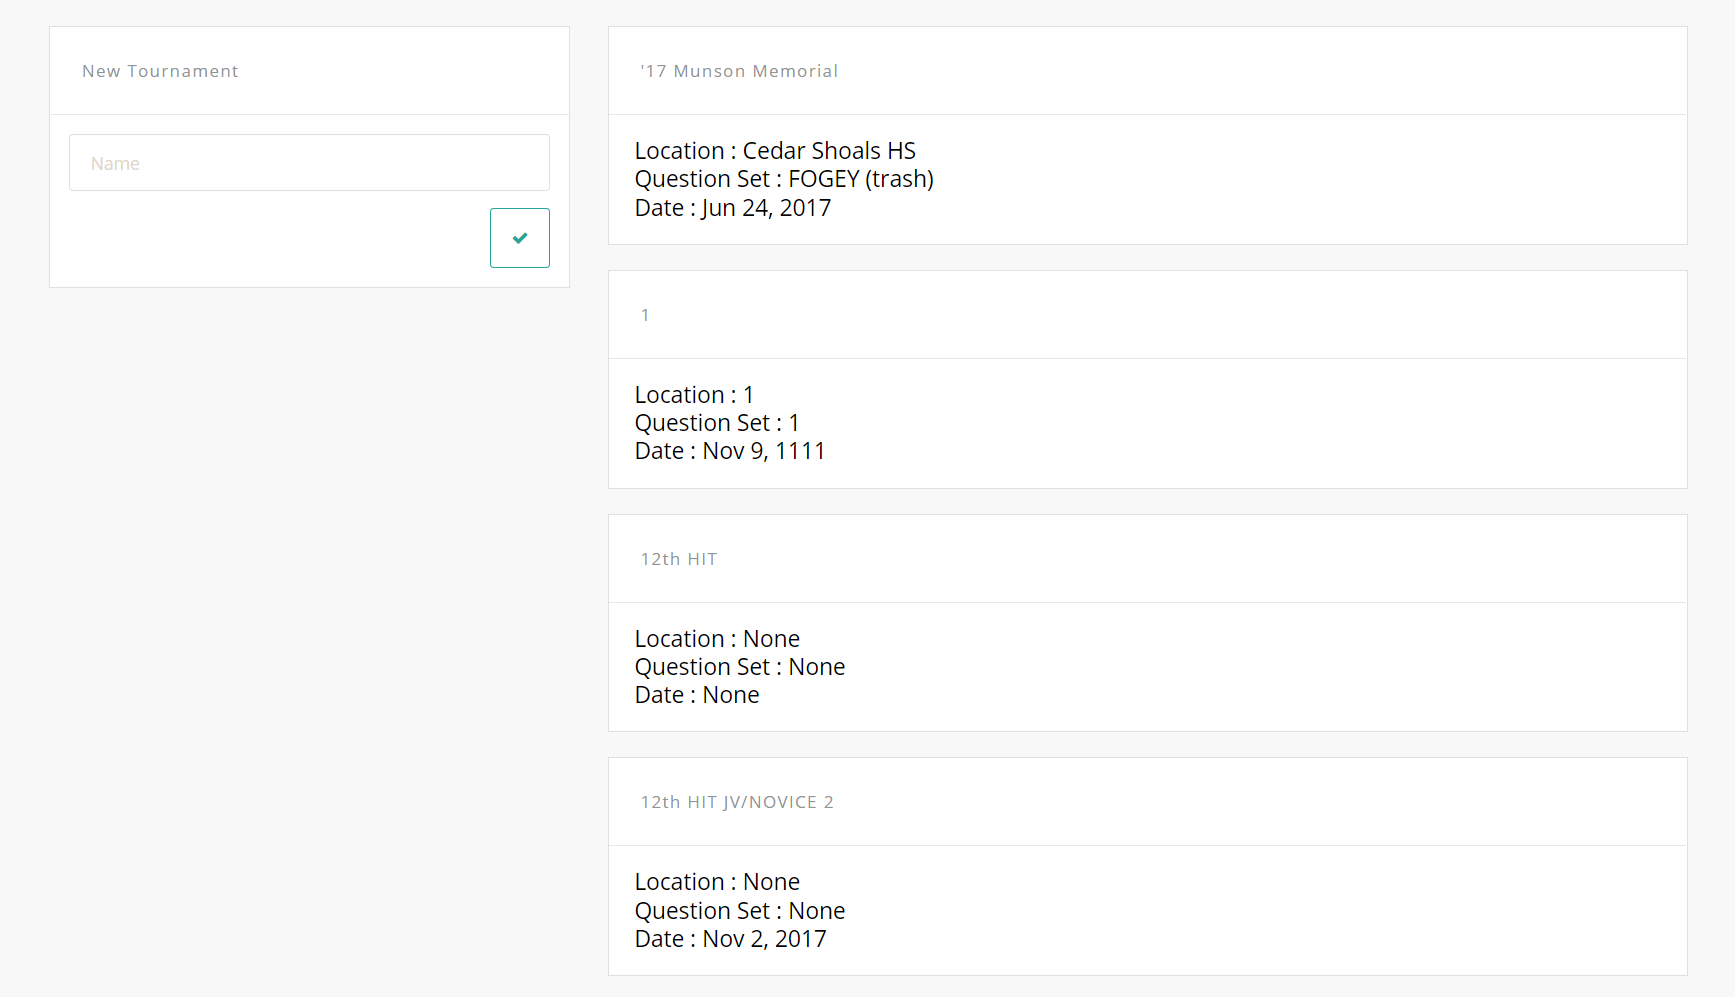 New Tournament
Name
'17 Munson Memorial
Location : Cedar Shoals HS
Question Set : FOGEY (trash)
Date : Jun 24, 2017
1
Location : 1
Question Set : 1
Date : Nov 9, 1111
12th HIT
Location : None
Question Set : None
Date : None
12th HIT JV/NOVICE 2
Location : None
Question Set : None
Date : Nov 2, 2017